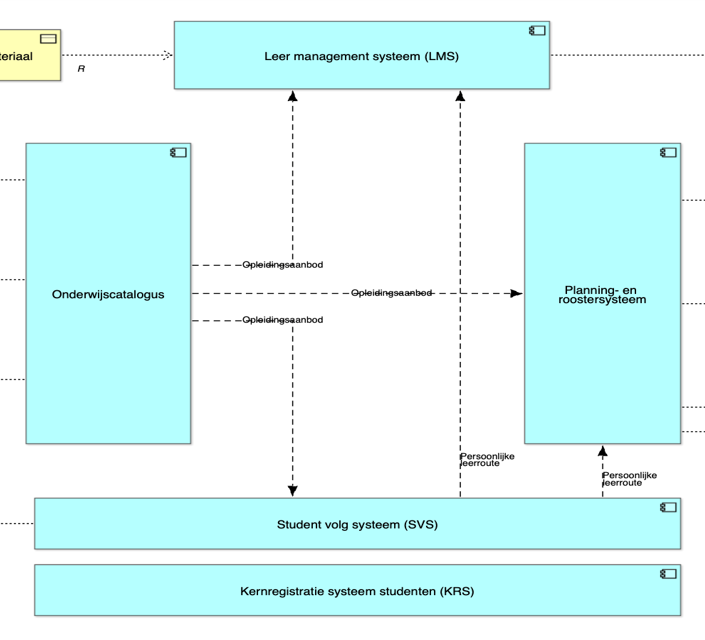 teriaal
R
Leer management systeem (LMS)
Opleidingsaanbod
Onderwijscatalogus
Opleidingsaanbod
Planning- en
roostersysteem
Opleidingsaanbod
Persoonlijke
leerroute
Persoonlijke
leerroute
Student volg systeem (SVS)
Kernregistratie systeem studenten (KRS)